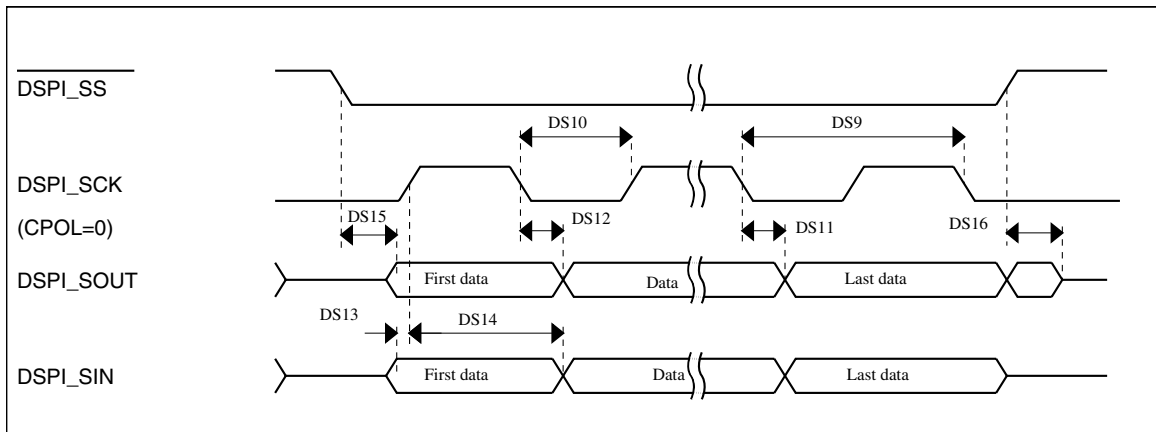 DSPI_SS
DS10
DS9
DSPI_SCK
(CPOL=0)
DS15
DS12
DS11
DS16
DSPI_SOUT
First data
Data
Last data
DS13
DS14
DSPI_SIN
First data
Data
Last data